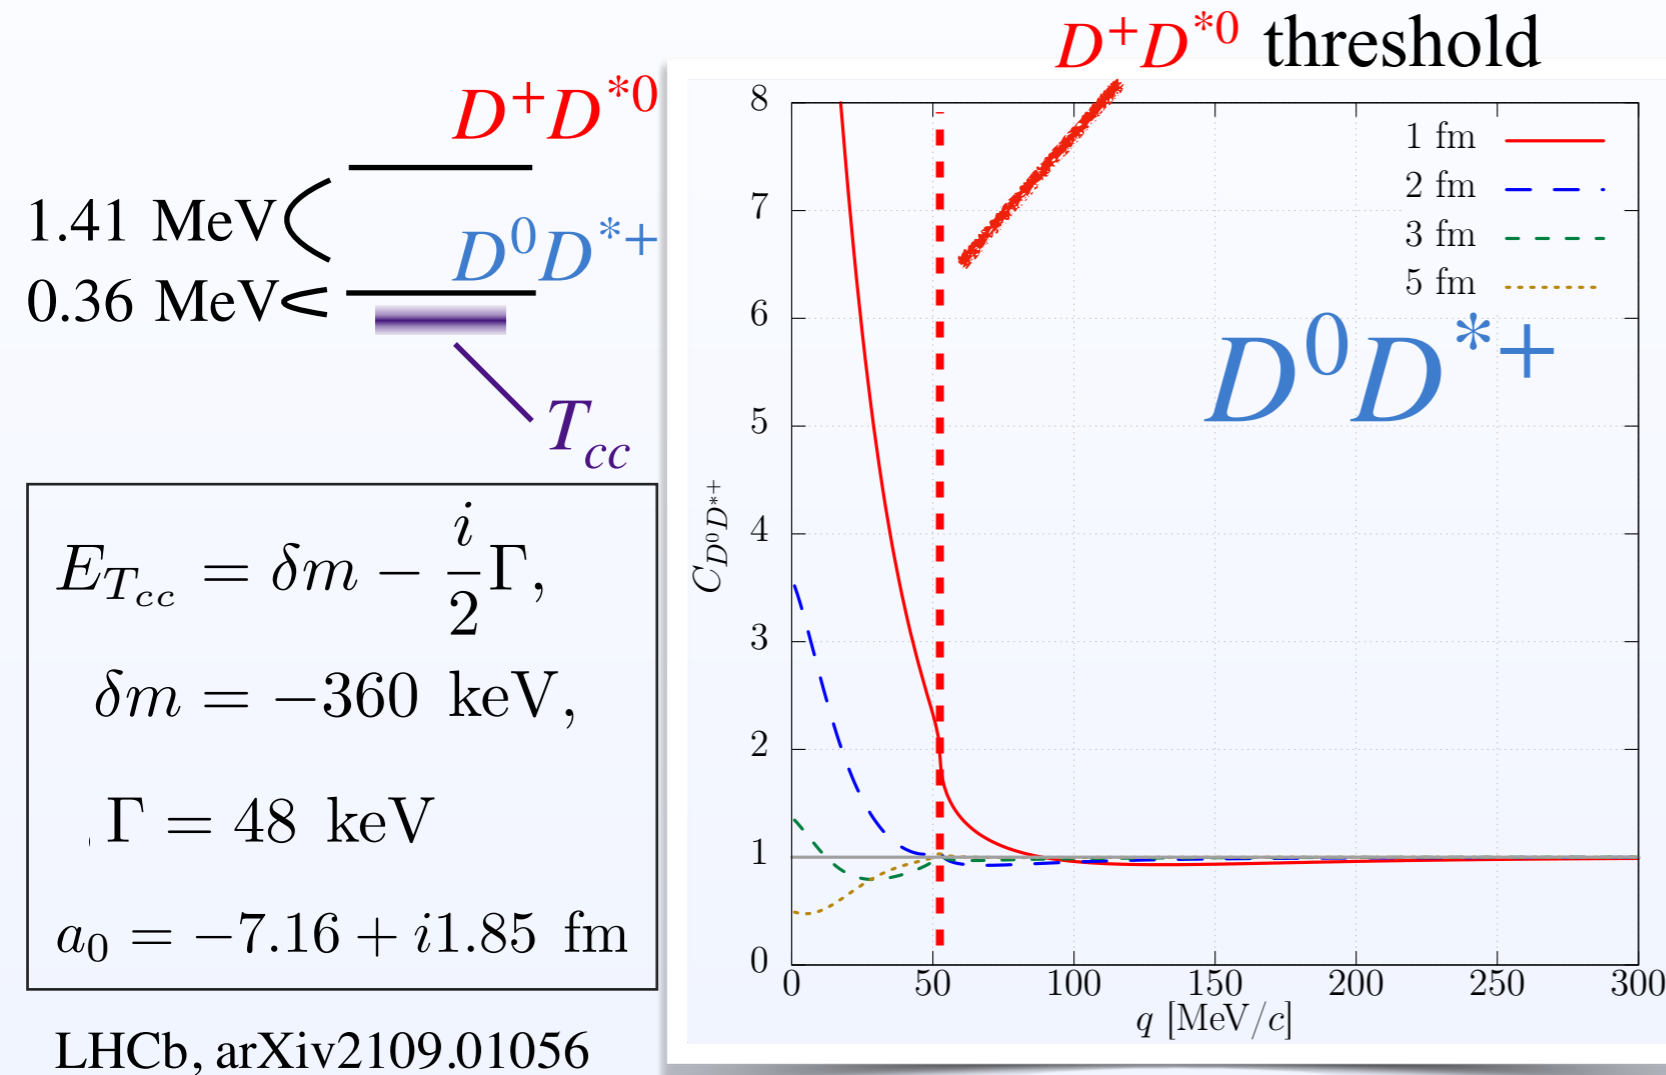 D⁺D*⁰ threshold
D⁺D*⁰
1.41 MeV
D⁰D*⁺
0.36 MeV
T_cc
E_{T_cc} = δm − i/2 Γ,
δm = −360 keV,
, Γ = 48 keV
a₀ = −7.16 + i1.85 fm
LHCb, arXiv2109.01056
8
7
6
5
4
3
2
1
0
C_{D⁰D*⁺}
1 fm
2 fm
3 fm
5 fm
D⁰D*⁺
0 50 100 150 200 250 300
q [MeV/c]